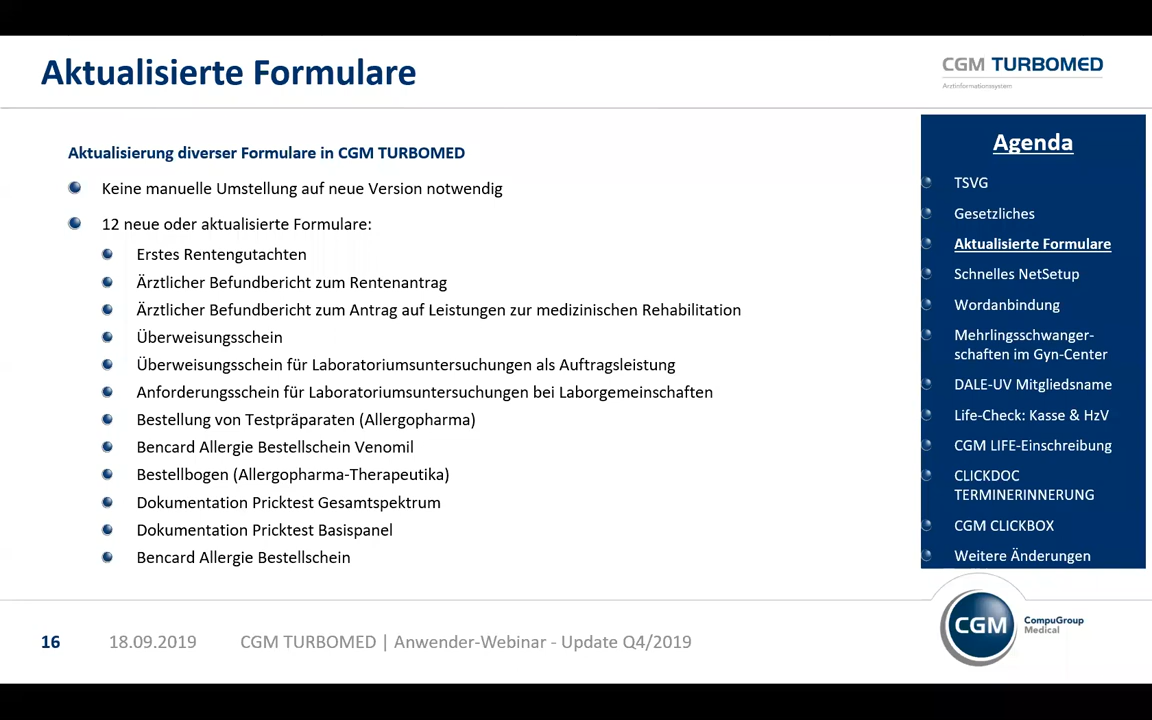 Aktualisierte Formulare
CGM TURBOMED
Arztinformationssystem
Aktualisierung diverser Formulare in CGM TURBOMED
Keine manuelle Umstellung auf neue Version notwendig
12 neue oder aktualisierte Formulare:
Erstes Rentengutachten
Ärztlicher Befundbericht zum Rentenantrag
Ärztlicher Befundbericht zum Antrag auf Leistungen zur medizinischen Rehabilitation
Überweisungsschein
Überweisungsschein für Laboratoriumsuntersuchungen als Auftragsleistung
Anforderungsschein für Laboratoriumsuntersuchungen bei Laborgemeinschaften
Bestellung von Testpräparaten (Allergopharma)
Bencard Allergie Bestellschein Venomil
Bestellbogen (Allergopharma-Therapeutika)
Dokumentation Pricktest Gesamtspektrum
Dokumentation Pricktest Basispanel
Bencard Allergie Bestellschein
Agenda
TSVG
Gesetzliches
Aktualisierte Formulare
Schnelles NetSetup
Wordanbindung
Mehrlingsschwanger-
schaften im Gyn-Center
DALE-UV Mitgliedsname
Life-Check: Kasse & HzV
CGM LIFE-Einschreibung
CLICKDOC
TERMINERINNERUNG
CGM CLICKBOX
Weitere Änderungen
16 18.09.2019 CGM TURBOMED | Anwender-Webinar - Update Q4/2019
CGM
CompuGroup
Medical